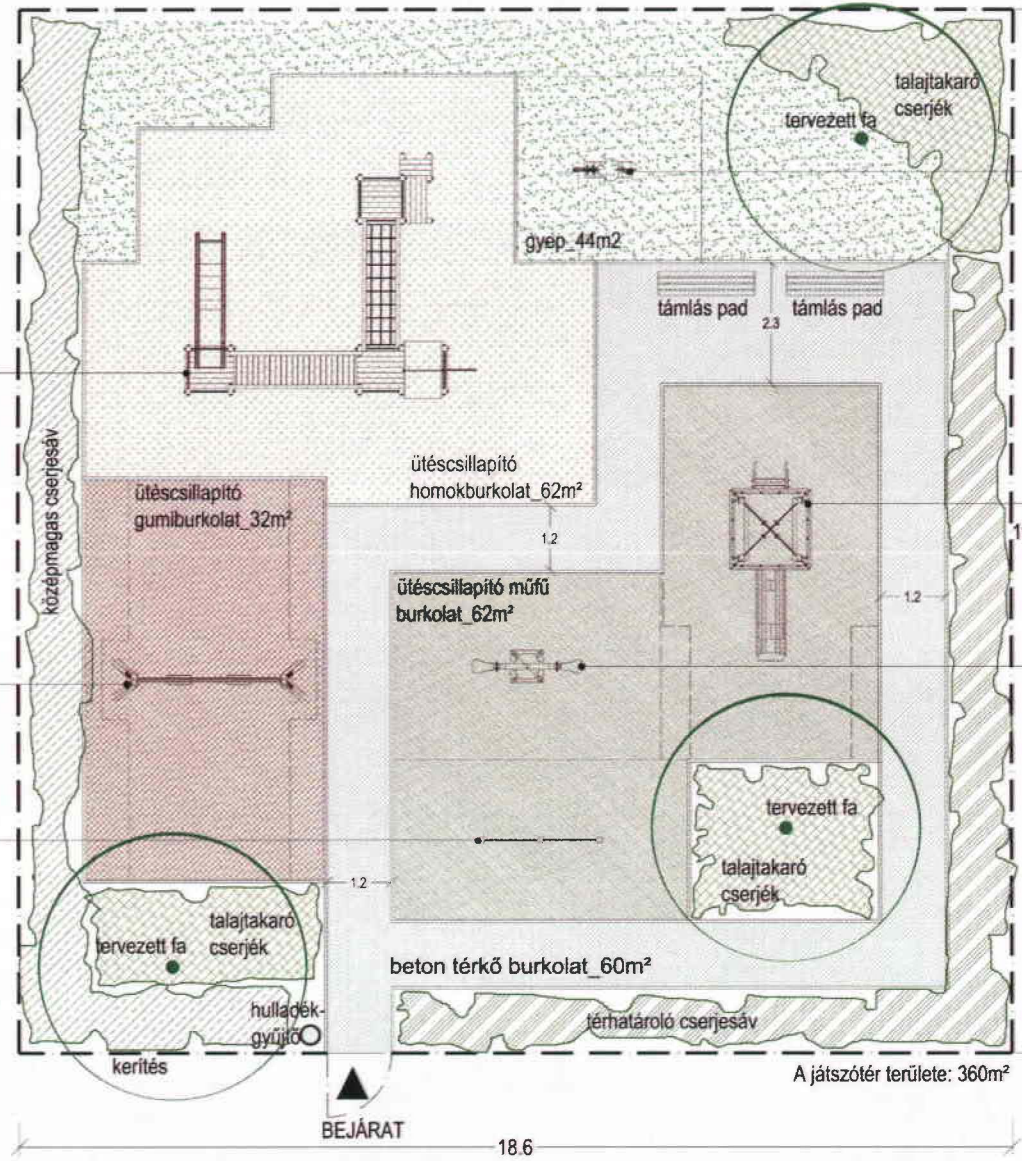 talajtakaró
cserjék
tervezett fa
gyep_44m2
támlás pad
támlás pad
2.3
középmagas cserjesáv
ütéscsillapító
homokburkolat_62m²
ütéscsillapító
gumiburkolat_32m²
1
1.2
ütéscsillapító műfű
burkolat_62m²
1.2
tervezett fa
talajtakaró
cserjék
1.2
talajtakaró
cserjék
tervezett fa
beton térkő burkolat_60m²
hulladék-
gyűjtő
térhatároló cserjesáv
kerítés
A játszótér területe: 360m²
BEJÁRAT
18.6